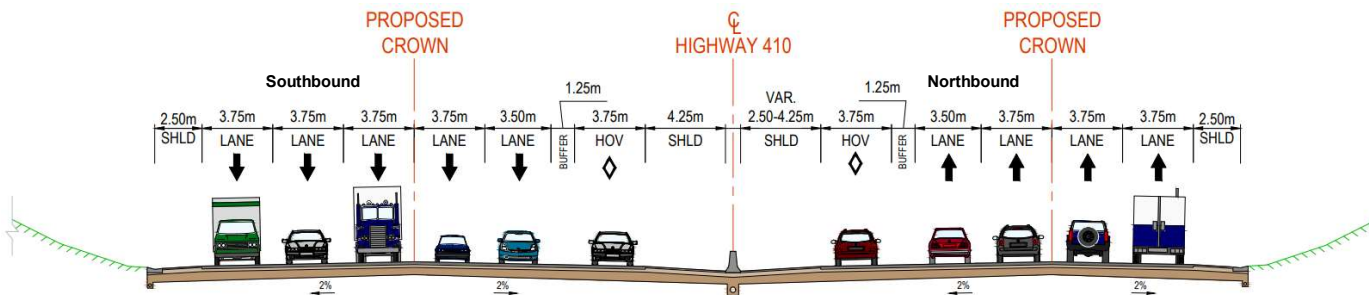 PROPOSED
CROWN
℄
HIGHWAY 410
PROPOSED
CROWN
Southbound
Northbound
1.25m
VAR.
1.25m
2.50m
3.75m
3.75m
3.75m
3.75m
3.50m
3.75m
4.25m
2.50-4.25m
3.75m
3.50m
3.75m
3.75m
3.75m
2.50m
SHLD
LANE
LANE
LANE
LANE
LANE
BUFFER
HOV
SHLD
SHLD
HOV
BUFFER
LANE
LANE
LANE
LANE
SHLD
2%
2%
2%
2%